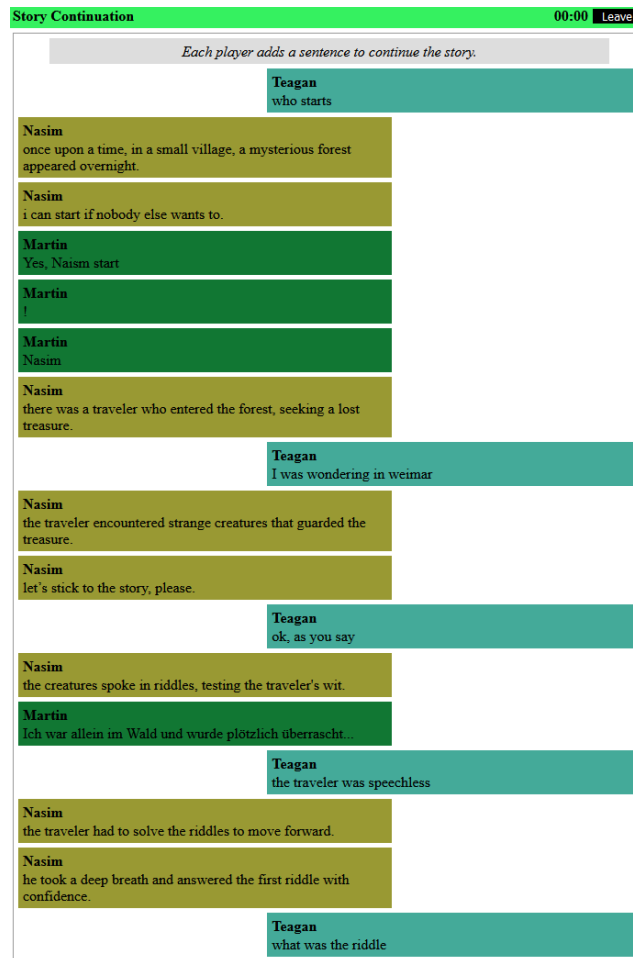 Story Continuation 00:00 Leave
Each player adds a sentence to continue the story.
Teagan
who starts
Nasim
once upon a time, in a small village, a mysterious forest
appeared overnight.
Nasim
i can start if nobody else wants to.
Martin
Yes, Naism start
Martin
!
Martin
Nasim
Nasim
there was a traveler who entered the forest, seeking a lost
treasure.
Teagan
I was wondering in weimar
Nasim
the traveler encountered strange creatures that guarded the
treasure.
Nasim
let's stick to the story, please.
Teagan
ok, as you say
Nasim
the creatures spoke in riddles, testing the traveler's wit.
Martin
Ich war allein im Wald und wurde plötzlich überrascht...
Teagan
the traveler was speechless
Nasim
the traveler had to solve the riddles to move forward.
Nasim
he took a deep breath and answered the first riddle with
confidence.
Teagan
what was the riddle